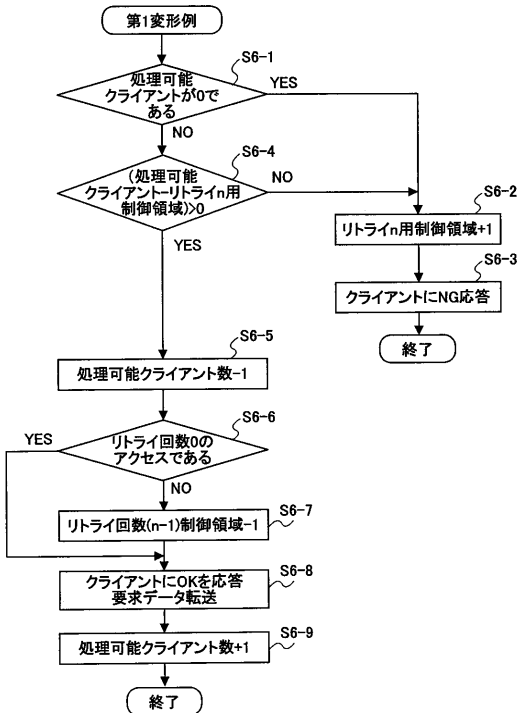 第1変形例
S6-1
処理可能
クライアントが0で
ある
YES
NO
S6-4
(処理可能
クライアント-リトライn用
制御領域)>0
NO
YES
S6-2
リトライn用制御領域+1
S6-3
クライアントにNG応答
終了
S6-5
処理可能クライアント数-1
S6-6
リトライ回数0の
アクセスである
YES
NO
S6-7
リトライ回数(n-1)制御領域-1
S6-8
クライアントにOKを応答
要求データ転送
S6-9
処理可能クライアント数+1
終了